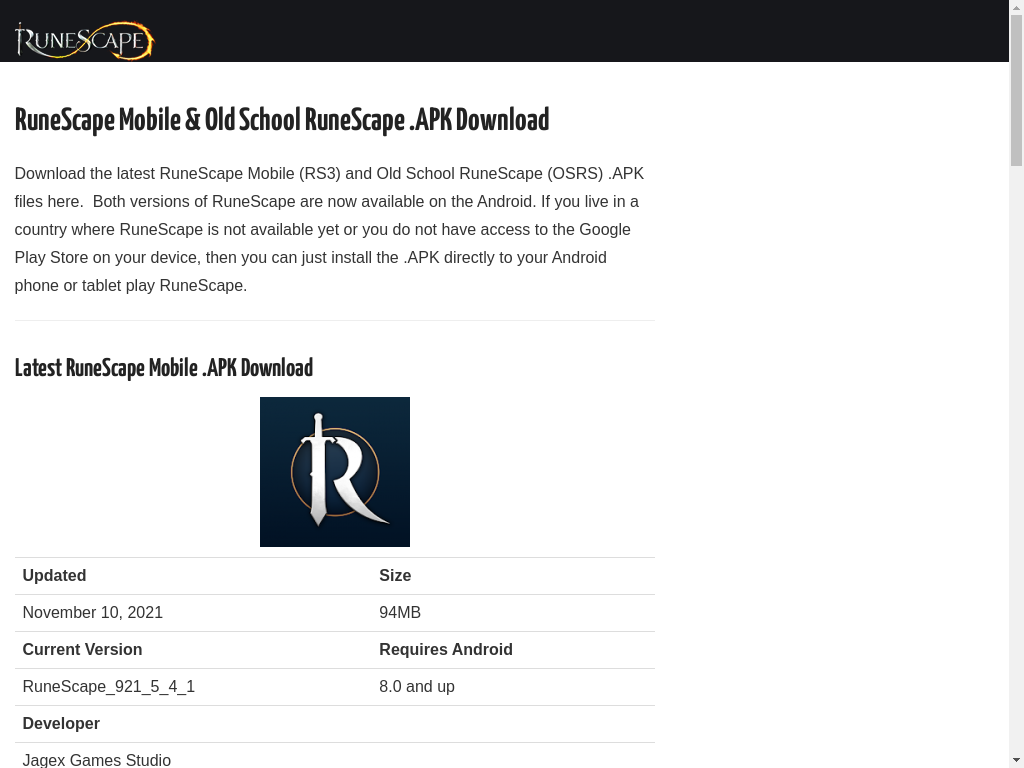 RuneScape
RuneScape Mobile & Old School RuneScape .APK Download
Download the latest RuneScape Mobile (RS3) and Old School RuneScape (OSRS) .APK
files here.  Both versions of RuneScape are now available on the Android. If you live in a
country where RuneScape is not available yet or you do not have access to the Google
Play Store on your device, then you can just install the .APK directly to your Android
phone or tablet play RuneScape.
Latest RuneScape Mobile .APK Download
R
Updated Size
November 10, 2021 94MB
Current Version Requires Android
RuneScape_921_5_4_1 8.0 and up
Developer
Jagex Games Studio